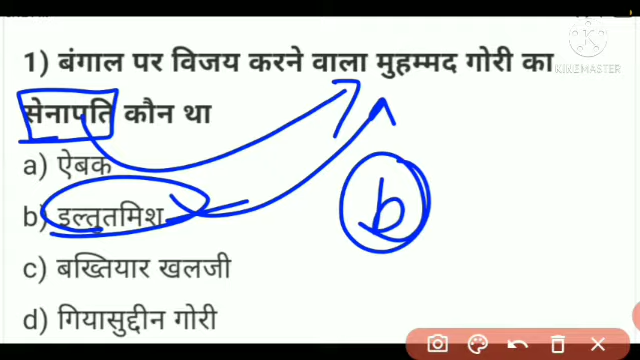 KINEMASTER
1) बंगाल पर विजय करने वाला मुहम्मद गोरी का
सेनापति कौन था
a) ऐबक
b) इल्तुतमिश
b
c) बख्तियार खलजी
d) गियासुद्दीन गोरी